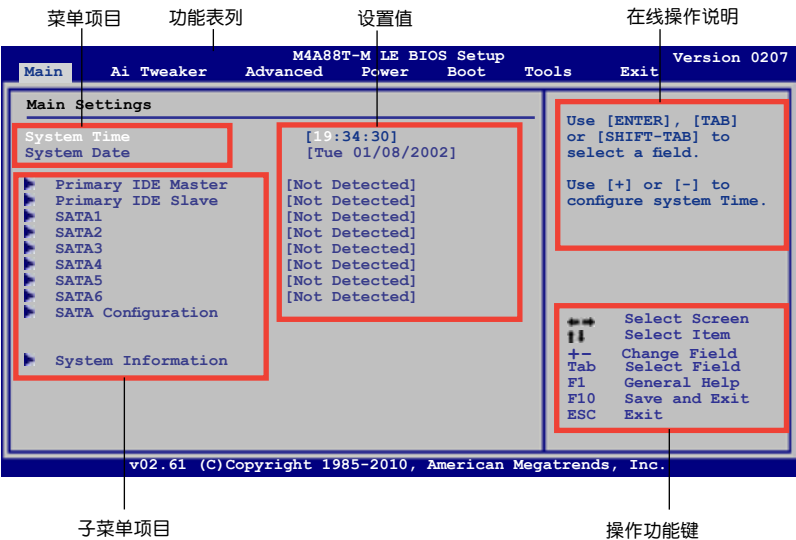 菜单项目 功能表列 设置值 在线操作说明
M4A88T-M LE BIOS Setup Version 0207
Main Ai Tweaker Advanced Power Boot Tools Exit
Main Settings
System Time [19:34:30]
System Date [Tue 01/08/2002]
Primary IDE Master [Not Detected]
Primary IDE Slave [Not Detected]
SATA1 [Not Detected]
SATA2 [Not Detected]
SATA3 [Not Detected]
SATA4 [Not Detected]
SATA5 [Not Detected]
SATA6 [Not Detected]
SATA Configuration
System Information
Use [ENTER], [TAB]
or [SHIFT-TAB] to
select a field.
Use [+] or [-] to
configure system Time.
←→ Select Screen
↑↓ Select Item
+- Change Field
Tab Select Field
F1 General Help
F10 Save and Exit
ESC Exit
v02.61 (C)Copyright 1985-2010, American Megatrends, Inc.
子菜单项目 操作功能键